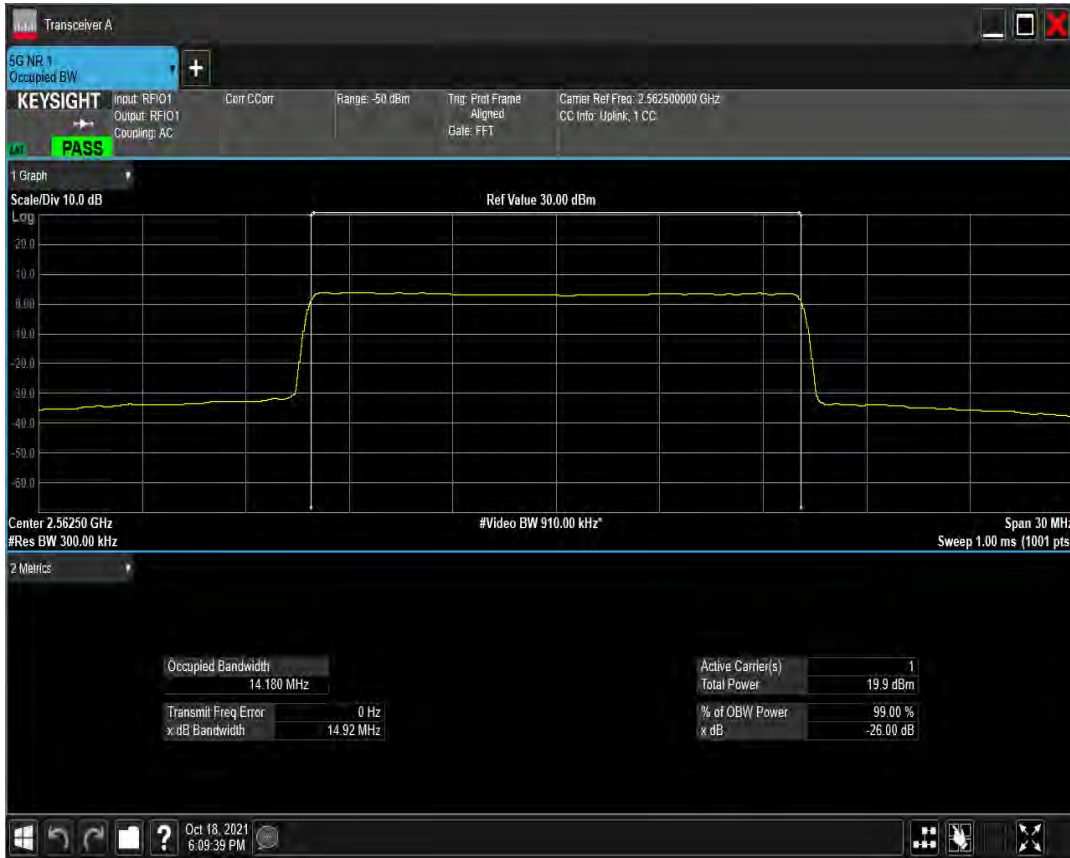 Transceiver A
5G NR 1
Occupied BW
+
KEYSIGHT
Input: RFIO1
Output: RFIO1
Coupling: AC
Corr CCorr
Range: -50 dBm
Trig: Prot Frame
Aligned
Gate: FFT
Carrier Ref Freq: 2.562500000 GHz
CC Info: Uplink, 1 CC
PASS
1 Graph
Scale/Div 10.0 dB
Ref Value 30.00 dBm
Log
20.0
10.0
0.00
-10.0
-20.0
-30.0
-40.0
-50.0
-60.0
Center 2.56250 GHz
#Video BW 910.00 kHz*
Span 30 MHz
#Res BW 300.00 kHz
Sweep 1.00 ms (1001 pts
2 Metrics
Occupied Bandwidth
14.180 MHz
Transmit Freq Error 0 Hz
x dB Bandwidth 14.92 MHz
Active Carrier(s) 1
Total Power 19.9 dBm
% of OBW Power 99.00 %
x dB -26.00 dB
?
Oct 18, 2021
6:09:39 PM